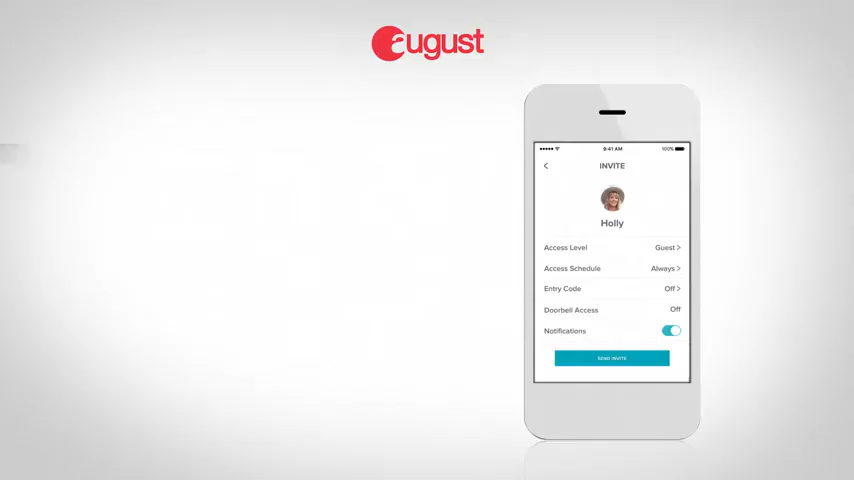 august
9:41 AM 100%
INVITE
Holly
Access Level Guest >
Access Schedule Always >
Entry Code Off >
Doorbell Access Off
Notifications
SEND INVITE